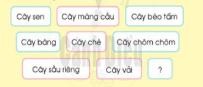 Cây sen Cây mãng cầu Cây bèo tấm
Cây bàng Cây chè Cây chôm chôm
Cây sầu riêng Cây vải ?